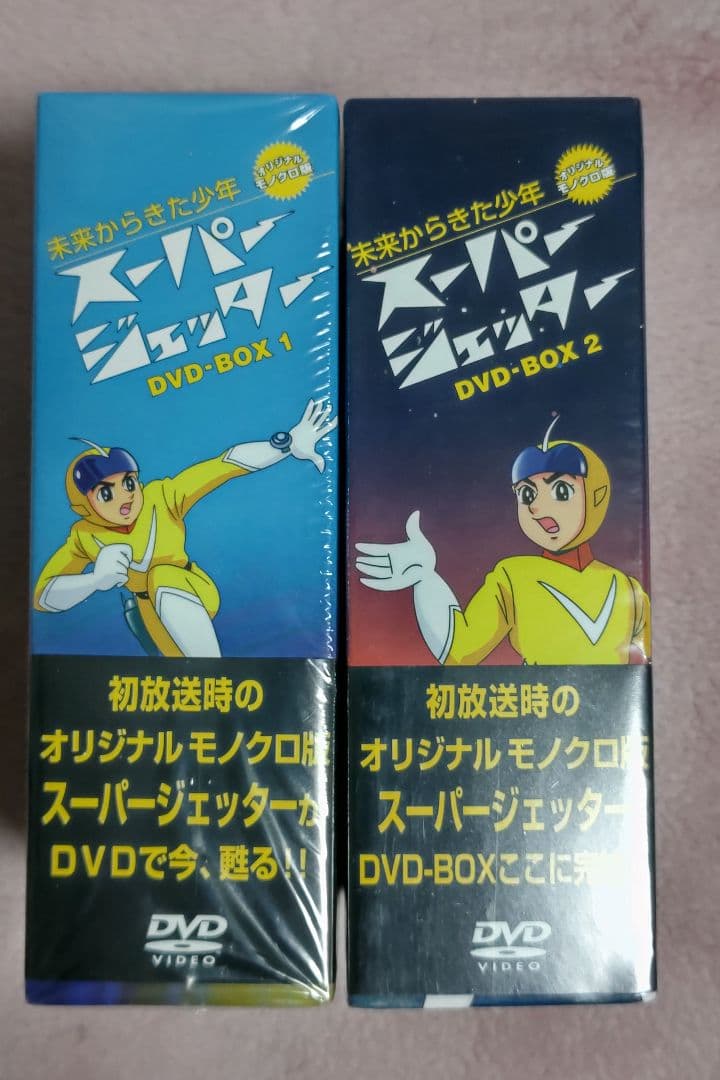 オリジナル
モノクロ版
未来からきた少年
スーパー
ジェッター
DVD-BOX 1
初放送時の
オリジナル モノクロ版
スーパージェッターが
DVDで今、甦る!!
DVD
VIDEO
オリジナル
モノクロ版
未来からきた少年
スーパー
ジェッター
DVD-BOX 2
初放送時の
オリジナル モノクロ版
スーパージェッター
DVD-BOXここに完
DVD
VIDEO